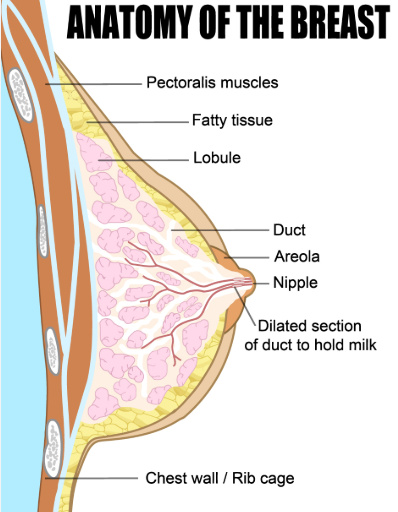 ANATOMY OF THE BREAST
Pectoralis muscles
Fatty tissue
Lobule
Duct
Areola
Nipple
Dilated section
of duct to hold milk
Chest wall / Rib cage